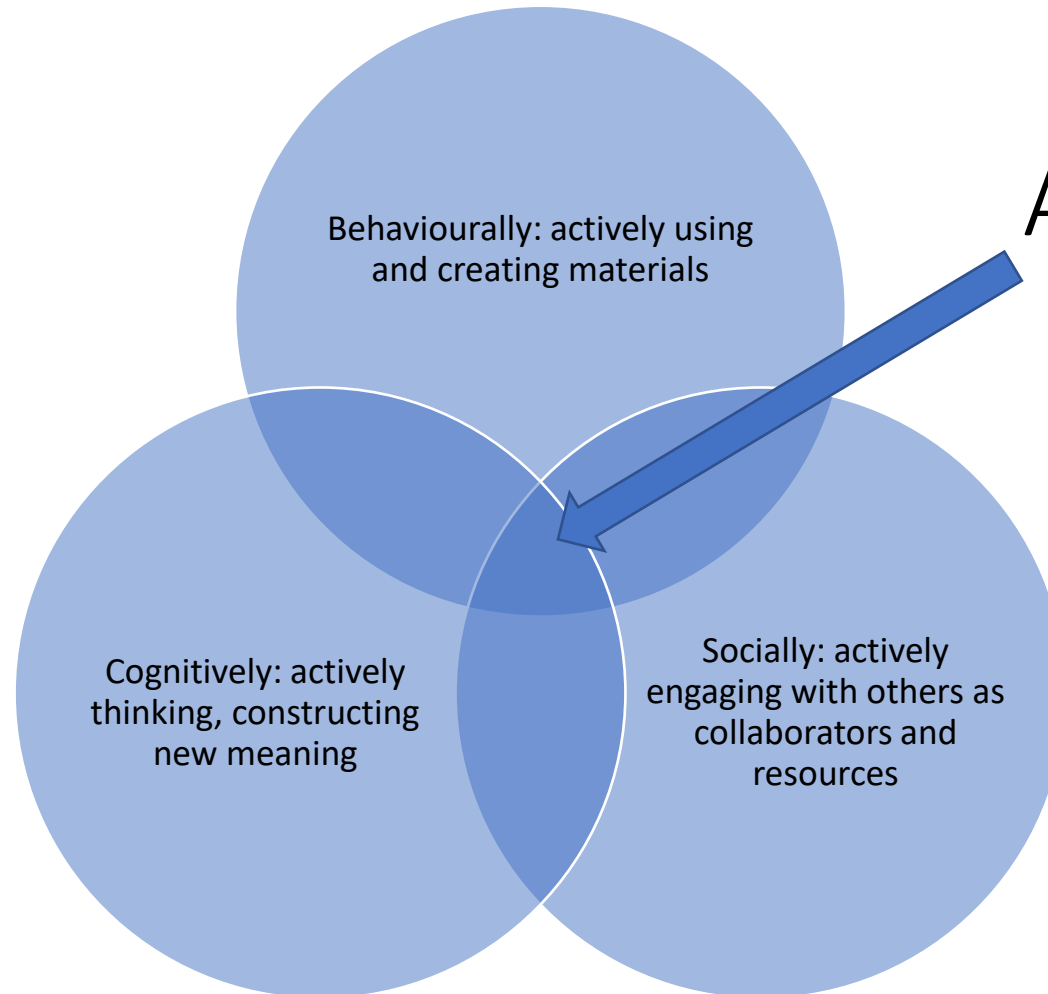 Behaviourally: actively using
and creating materials
Cognitively: actively
thinking, constructing
new meaning
Socially: actively
engaging with others as
collaborators and
resources